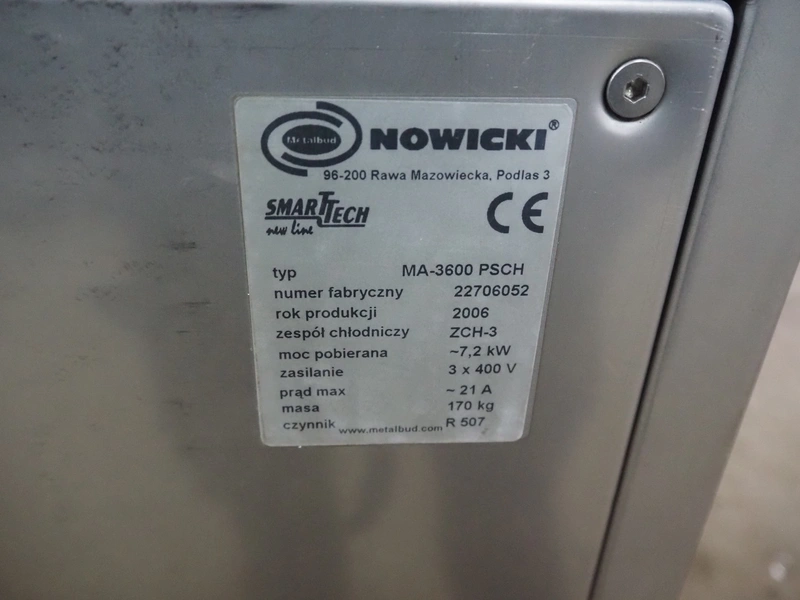 Metalbud NOWICKI®
96-200 Rawa Mazowiecka, Podlas 3
SMARTTECH CE
new line
typ MA-3600 PSCH
numer fabryczny 22706052
rok produkcji 2006
zespół chłodniczy ZCH-3
moc pobierana ~7,2 kW
zasilanie 3 x 400 V
prąd max ~ 21 A
masa 170 kg
czynnik www.metalbud.com R 507